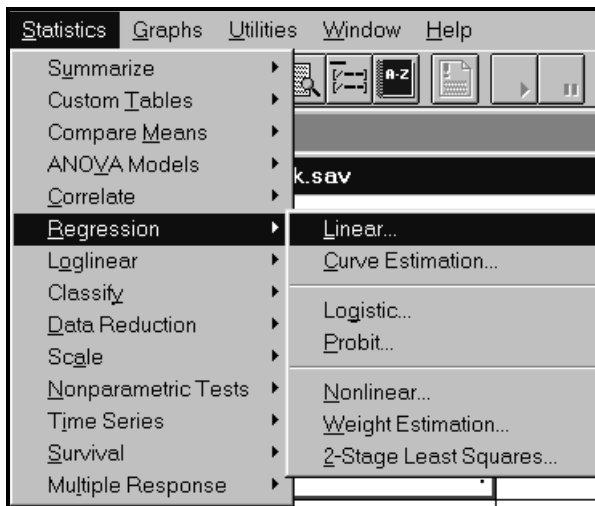 Statistics Graphs Utilities Window Help
Summarize
Custom Tables
Compare Means
ANOVA Models
Correlate
Regression
Loglinear
Classify
Data Reduction
Scale
Nonparametric Tests
Time Series
Survival
Multiple Response
A-Z
k.sav
Linear...
Curve Estimation...
Logistic...
Probit...
Nonlinear...
Weight Estimation...
2-Stage Least Squares...